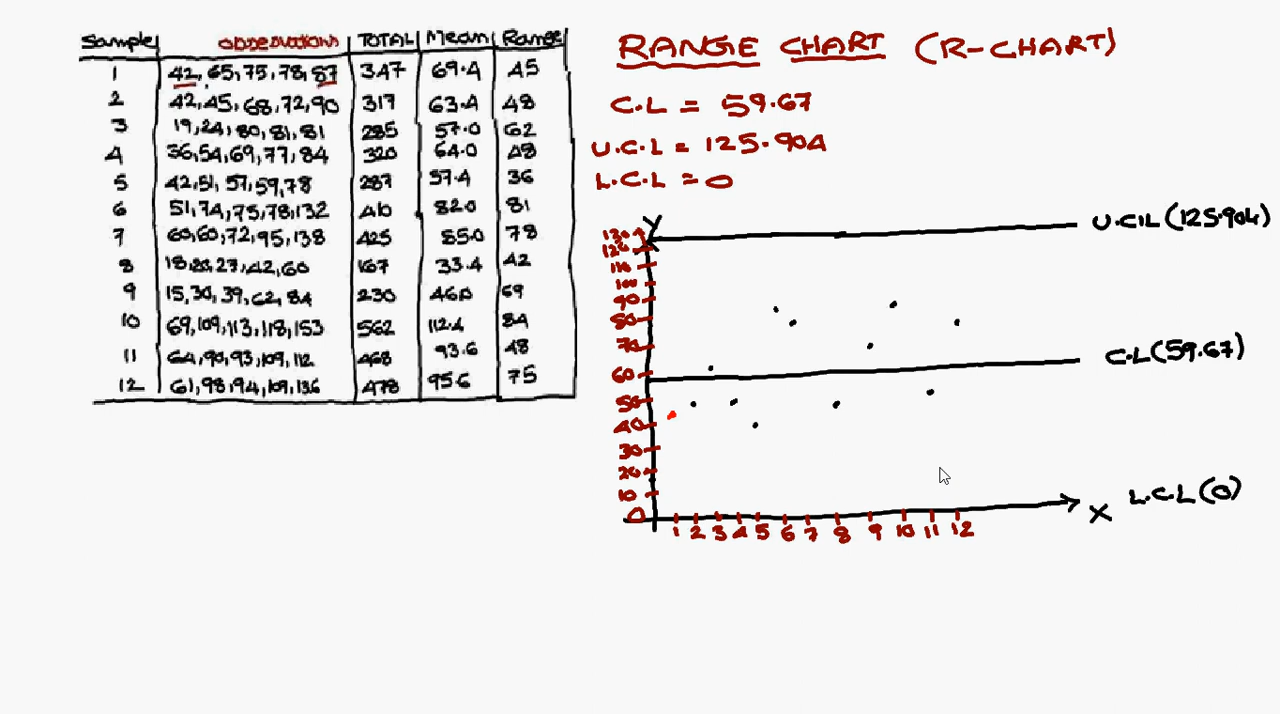 Sample Observations TOTAL Mean Range
1 42, 65, 75, 78, 87 347 69.4 45
2 42, 45, 68, 72, 90 317 63.4 48
3 19, 24, 80, 81, 81 285 57.0 62
4 36, 54, 69, 77, 84 320 64.0 48
5 42, 51, 57, 59, 78 287 57.4 36
6 51, 74, 75, 78, 132 410 82.0 81
7 60, 60, 72, 95, 138 425 85.0 78
8 18, 20, 27, 42, 60 167 33.4 42
9 15, 30, 39, 62, 84 230 46.0 69
10 69, 109, 113, 118, 153 562 112.4 84
11 64, 90, 93, 109, 112 468 93.6 48
12 61, 98, 94, 109, 136 478 95.6 75
RANGE CHART (R-CHART)
C.L = 59.67
U.C.L = 125.904
L.C.L = 0
Y
U.C.L (125.904)
130
120
110
100
90
80
70
C.L (59.67)
60
50
40
30
20
10
0
L.C.L (0)
X
1 2 3 4 5 6 7 8 9 10 11 12